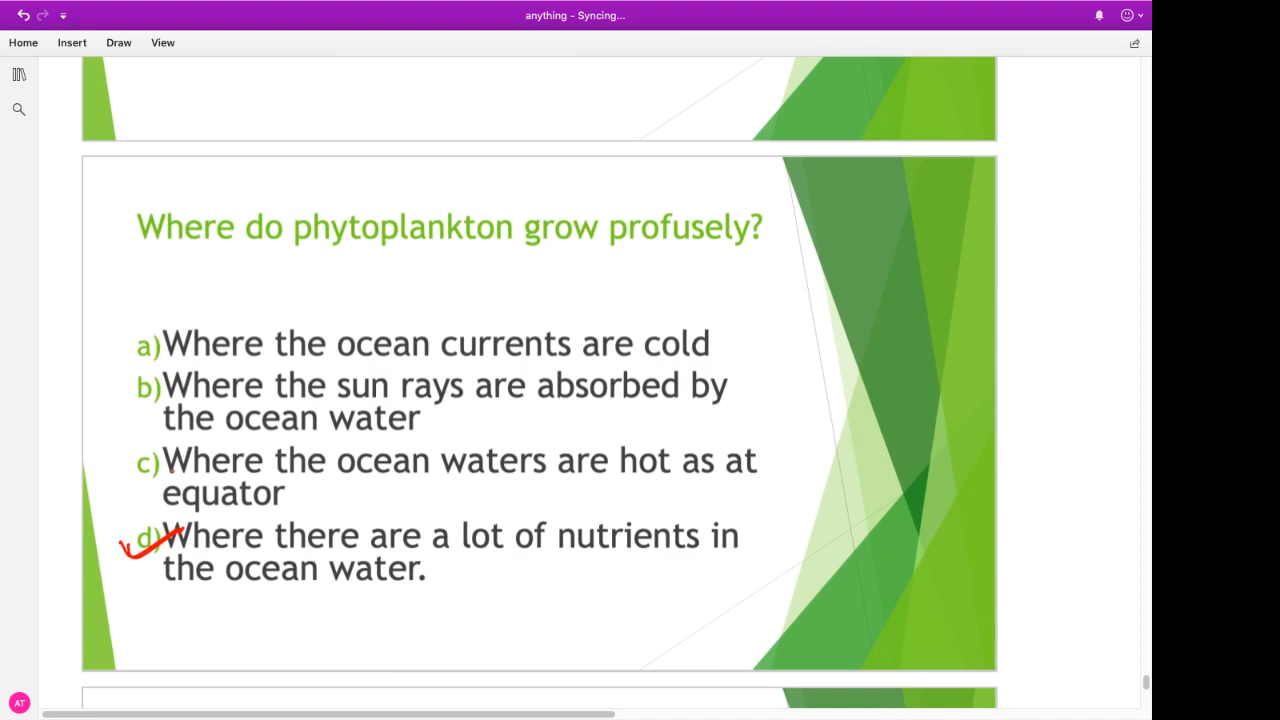 anything - Syncing...
Home Insert Draw View
Where do phytoplankton grow profusely?
a) Where the ocean currents are cold
b) Where the sun rays are absorbed by
the ocean water
c) Where the ocean waters are hot as at
equator
d) Where there are a lot of nutrients in
the ocean water.
AT